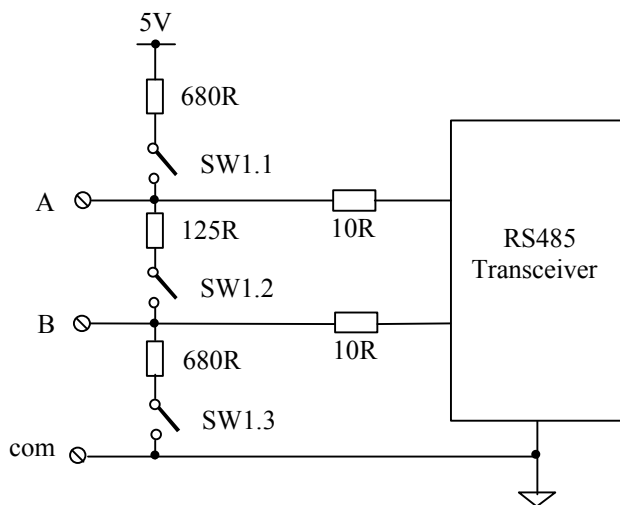 5V
680R
SW1.1
A
125R
10R
RS485
Transceiver
SW1.2
B
680R
10R
SW1.3
com